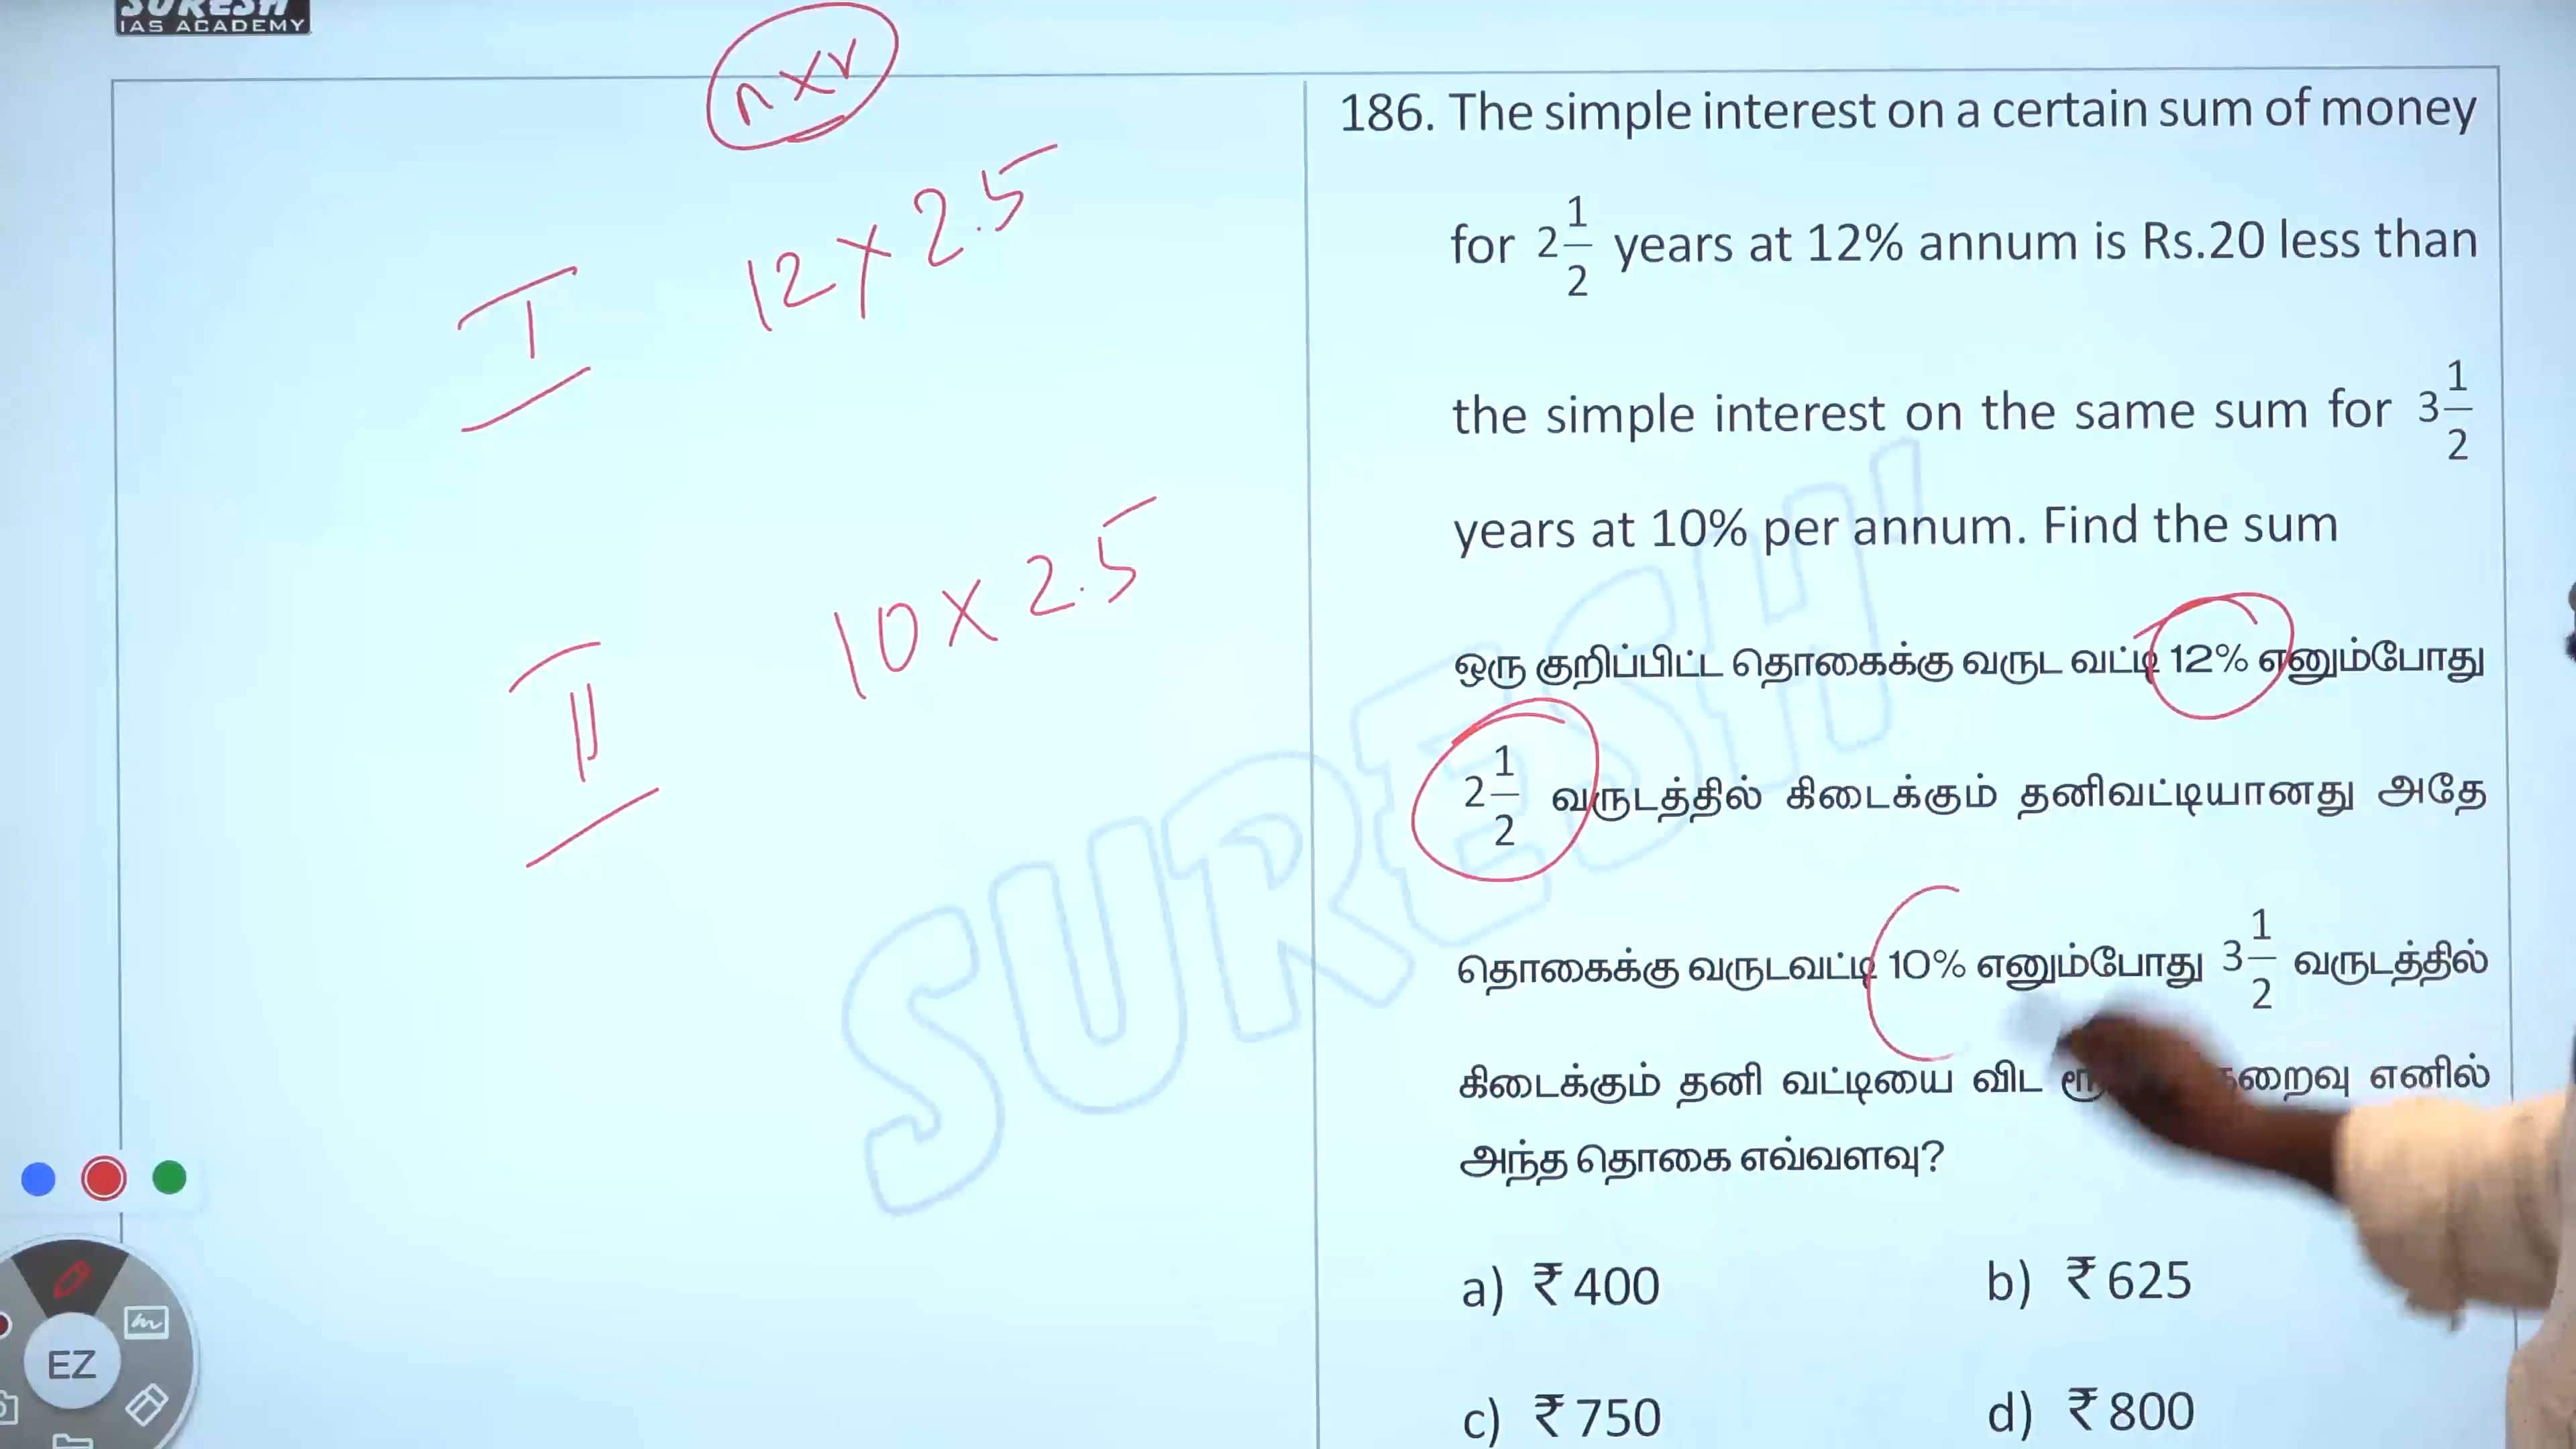 SURESH
IAS ACADEMY
n×r
I 12×2.5
II 10×2.5
186. The simple interest on a certain sum of money
for 2 1/2 years at 12% annum is Rs.20 less than
the simple interest on the same sum for 3 1/2
years at 10% per annum. Find the sum
ஒரு குறிப்பிட்ட தொகைக்கு வருட வட்டி 12% எனும்போது
2 1/2 வருடத்தில் கிடைக்கும் தனிவட்டியானது அதே
தொகைக்கு வருடவட்டி 10% எனும்போது 3 1/2 வருடத்தில்
கிடைக்கும் தனி வட்டியை விட எனில்
அந்த தொகை எவ்வளவு?
a) ₹ 400 b) ₹ 625
c) ₹ 750 d) ₹ 800
SURESH'
EZ